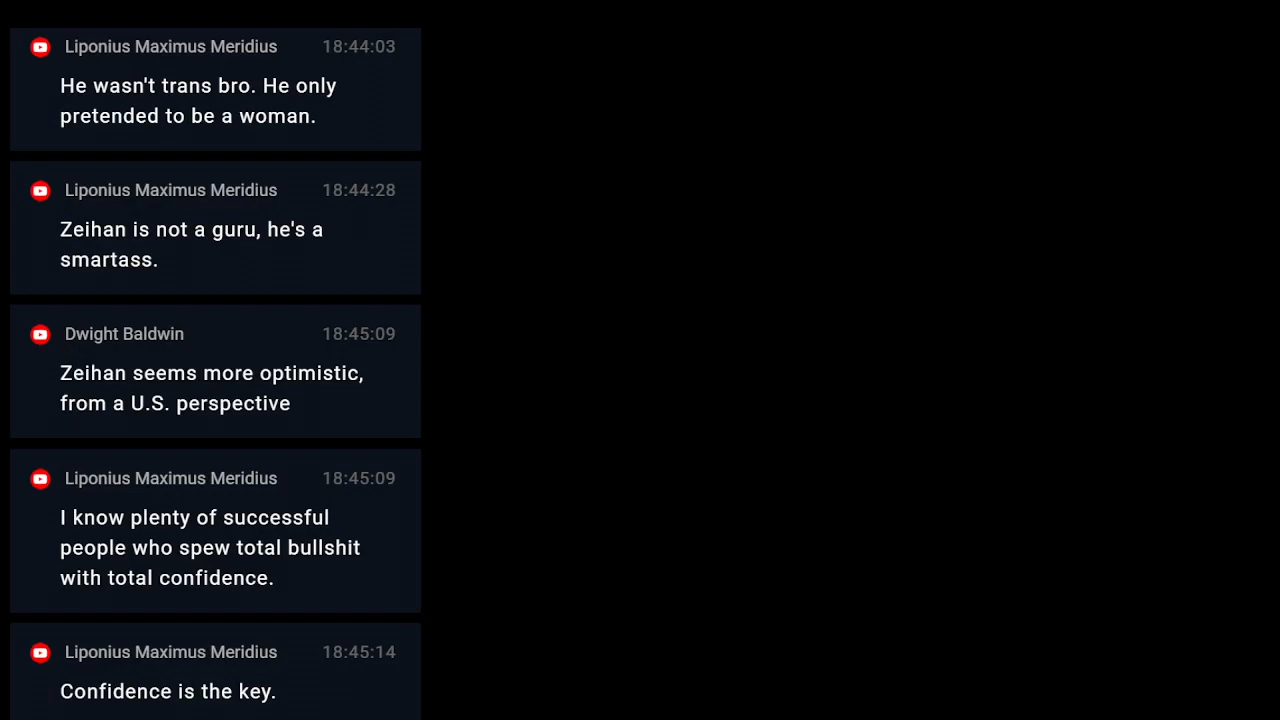 Liponius Maximus Meridius 18:44:03
He wasn't trans bro. He only
pretended to be a woman.
Liponius Maximus Meridius 18:44:28
Zeihan is not a guru, he's a
smartass.
Dwight Baldwin 18:45:09
Zeihan seems more optimistic,
from a U.S. perspective
Liponius Maximus Meridius 18:45:09
I know plenty of successful
people who spew total bullshit
with total confidence.
Liponius Maximus Meridius 18:45:14
Confidence is the key.